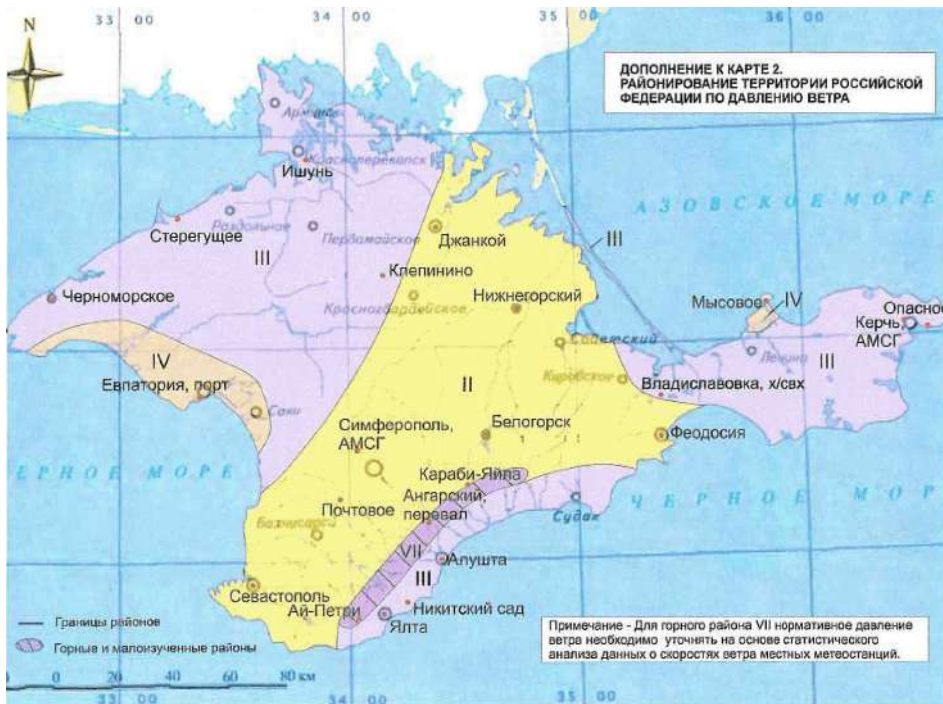 33 00
34 00
35 00
36 00
N
ДОПОЛНЕНИЕ К КАРТЕ 2.
РАЙОНИРОВАНИЕ ТЕРРИТОРИИ РОССИЙСКОЙ
ФЕДЕРАЦИИ ПО ДАВЛЕНИЮ ВЕТРА
Армянск
Красноперекопск
Ишунь
Раздольное
Стерегущее
Первомайское
Джанкой
АЗОВСКОЕ МОРЕ
III
III
Клепинино
Черноморское
Красногвардейское
Нижнегорский
Мысовое
IV
Опасное
Керчь,
АМСГ
Советский
Ленино
III
IV
Евпатория, порт
Саки
II
Кировское
Владиславовка, х/свх
Симферополь,
АМСГ
Белогорск
Феодосия
ЕРНОЕ МОРЕ
Караби-Яйла
Ангарский,
перевал
Почтовое
Судак
ЧЕРНОЕ МОР
Бахчисарай
VII
Алушта
III
Севастополь
Ай-Петри
Никитский сад
Ялта
Границы районов
Горные и малоизученные районы
Примечание - Для горного района VII нормативное давление
ветра необходимо уточнять на основе статистического
анализа данных о скоростях ветра местных метеостанций.
0 20 40 60 80 км
33 00
34 00
35 00